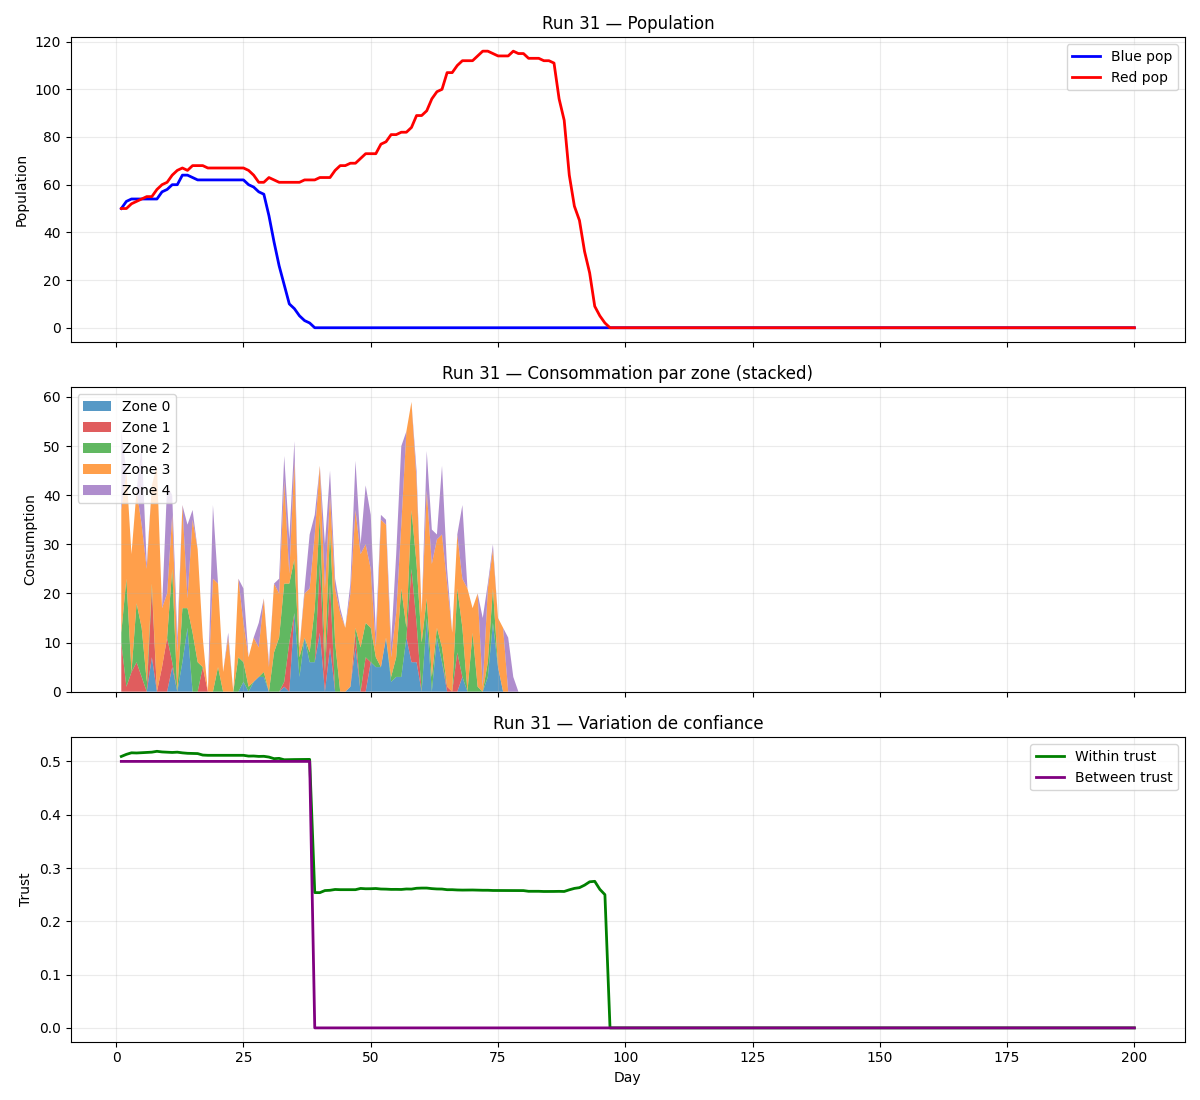 Run 31 — Population
120
100
80
60
40
20
0
Population
Blue pop
Red pop
Run 31 — Consommation par zone (stacked)
60
50
40
30
20
10
0
Consumption
Zone 0
Zone 1
Zone 2
Zone 3
Zone 4
Run 31 — Variation de confiance
0.5
0.4
0.3
0.2
0.1
0.0
Trust
Within trust
Between trust
0 25 50 75 100 125 150 175 200
Day